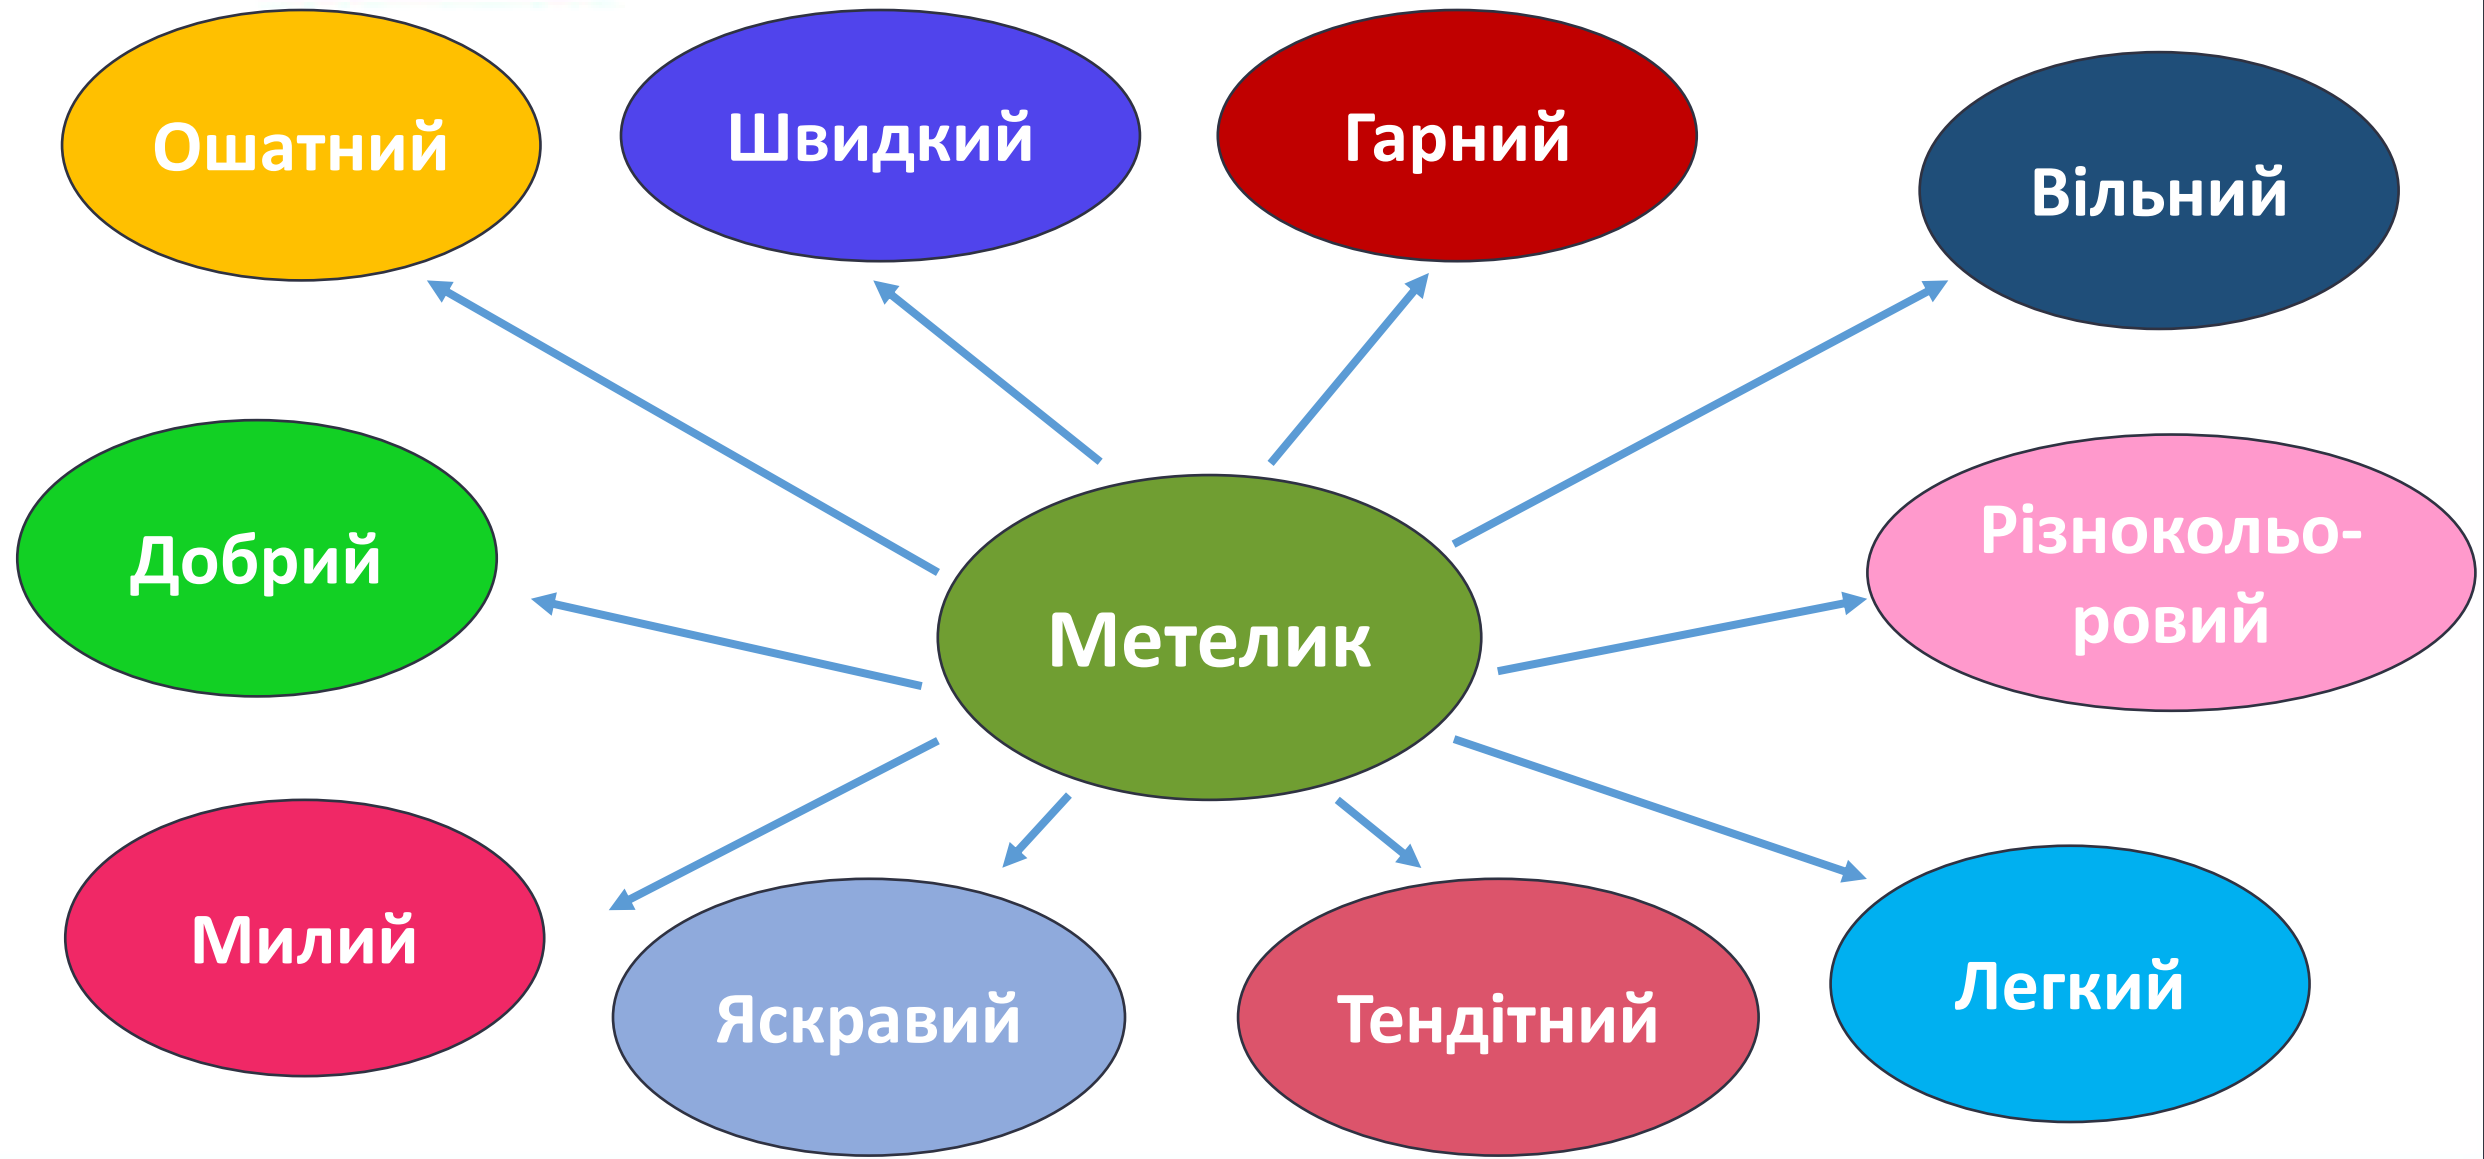 Ошатний
Швидкий
Гарний
Вільний
Добрий
Метелик
Різнокольо-
ровий
Милий
Яскравий
Тендітний
Легкий